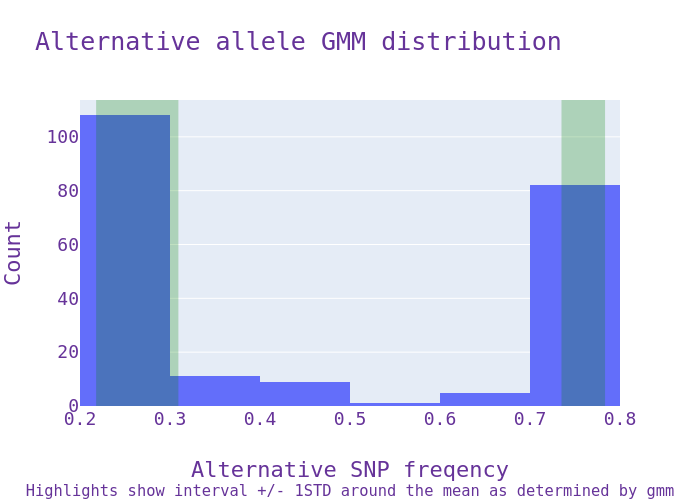 Alternative allele GMM distribution
100
80
60
40
20
0
Count
0.2 0.3 0.4 0.5 0.6 0.7 0.8
Alternative SNP freqency
Highlights show interval +/- 1STD around the mean as determined by gmm